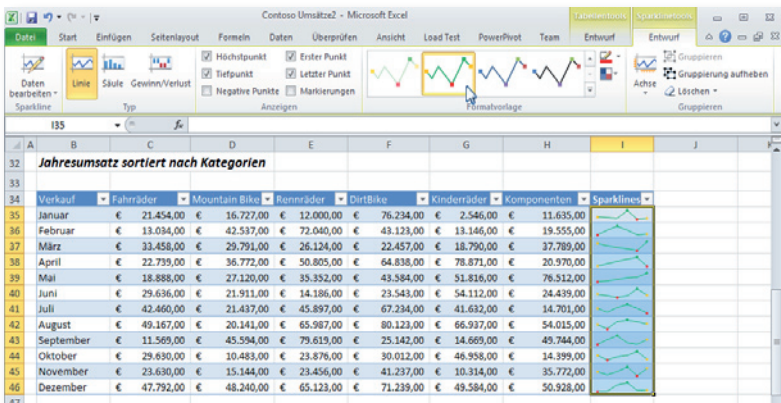 Contoso Umsätze2 - Microsoft Excel
Tabellentools
Sparklinetools
Datei Start Einfügen Seitenlayout Formeln Daten Überprüfen Ansicht Load Test PowerPivot Team Entwurf Entwurf
Höchstpunkt Erster Punkt
Tiefpunkt Letzter Punkt
Negative Punkte Markierungen
Daten bearbeiten
Linie Säule Gewinn/Verlust
Achse
Gruppieren
Gruppierung aufheben
Löschen
Sparkline Typ Anzeigen Formatvorlage Gruppieren
I35 fx
A B C D E F G H I J
32 Jahresumsatz sortiert nach Kategorien
33
34 Verkauf Fahrräder Mountain Bike Rennräder DirtBike Kinderräder Komponenten Sparklines
35 Januar € 21.454,00 € 16.727,00 € 12.000,00 € 76.234,00 € 2.546,00 € 11.635,00
36 Februar € 13.034,00 € 42.537,00 € 72.040,00 € 43.123,00 € 13.146,00 € 19.555,00
37 März € 33.458,00 € 29.791,00 € 26.124,00 € 22.457,00 € 18.790,00 € 37.789,00
38 April € 22.739,00 € 36.772,00 € 50.805,00 € 64.838,00 € 78.871,00 € 20.970,00
39 Mai € 18.888,00 € 27.120,00 € 35.352,00 € 43.584,00 € 51.816,00 € 76.512,00
40 Juni € 29.636,00 € 21.911,00 € 14.186,00 € 23.543,00 € 54.112,00 € 24.439,00
41 Juli € 42.460,00 € 21.437,00 € 45.897,00 € 67.234,00 € 41.632,00 € 14.701,00
42 August € 49.167,00 € 20.141,00 € 65.987,00 € 80.123,00 € 66.937,00 € 54.015,00
43 September € 11.569,00 € 45.594,00 € 79.619,00 € 25.142,00 € 14.669,00 € 49.744,00
44 Oktober € 29.630,00 € 10.483,00 € 23.876,00 € 30.012,00 € 46.958,00 € 14.399,00
45 November € 23.630,00 € 15.144,00 € 23.456,00 € 41.237,00 € 10.314,00 € 35.772,00
46 Dezember € 47.792,00 € 48.240,00 € 65.123,00 € 71.239,00 € 49.584,00 € 50.928,00
47